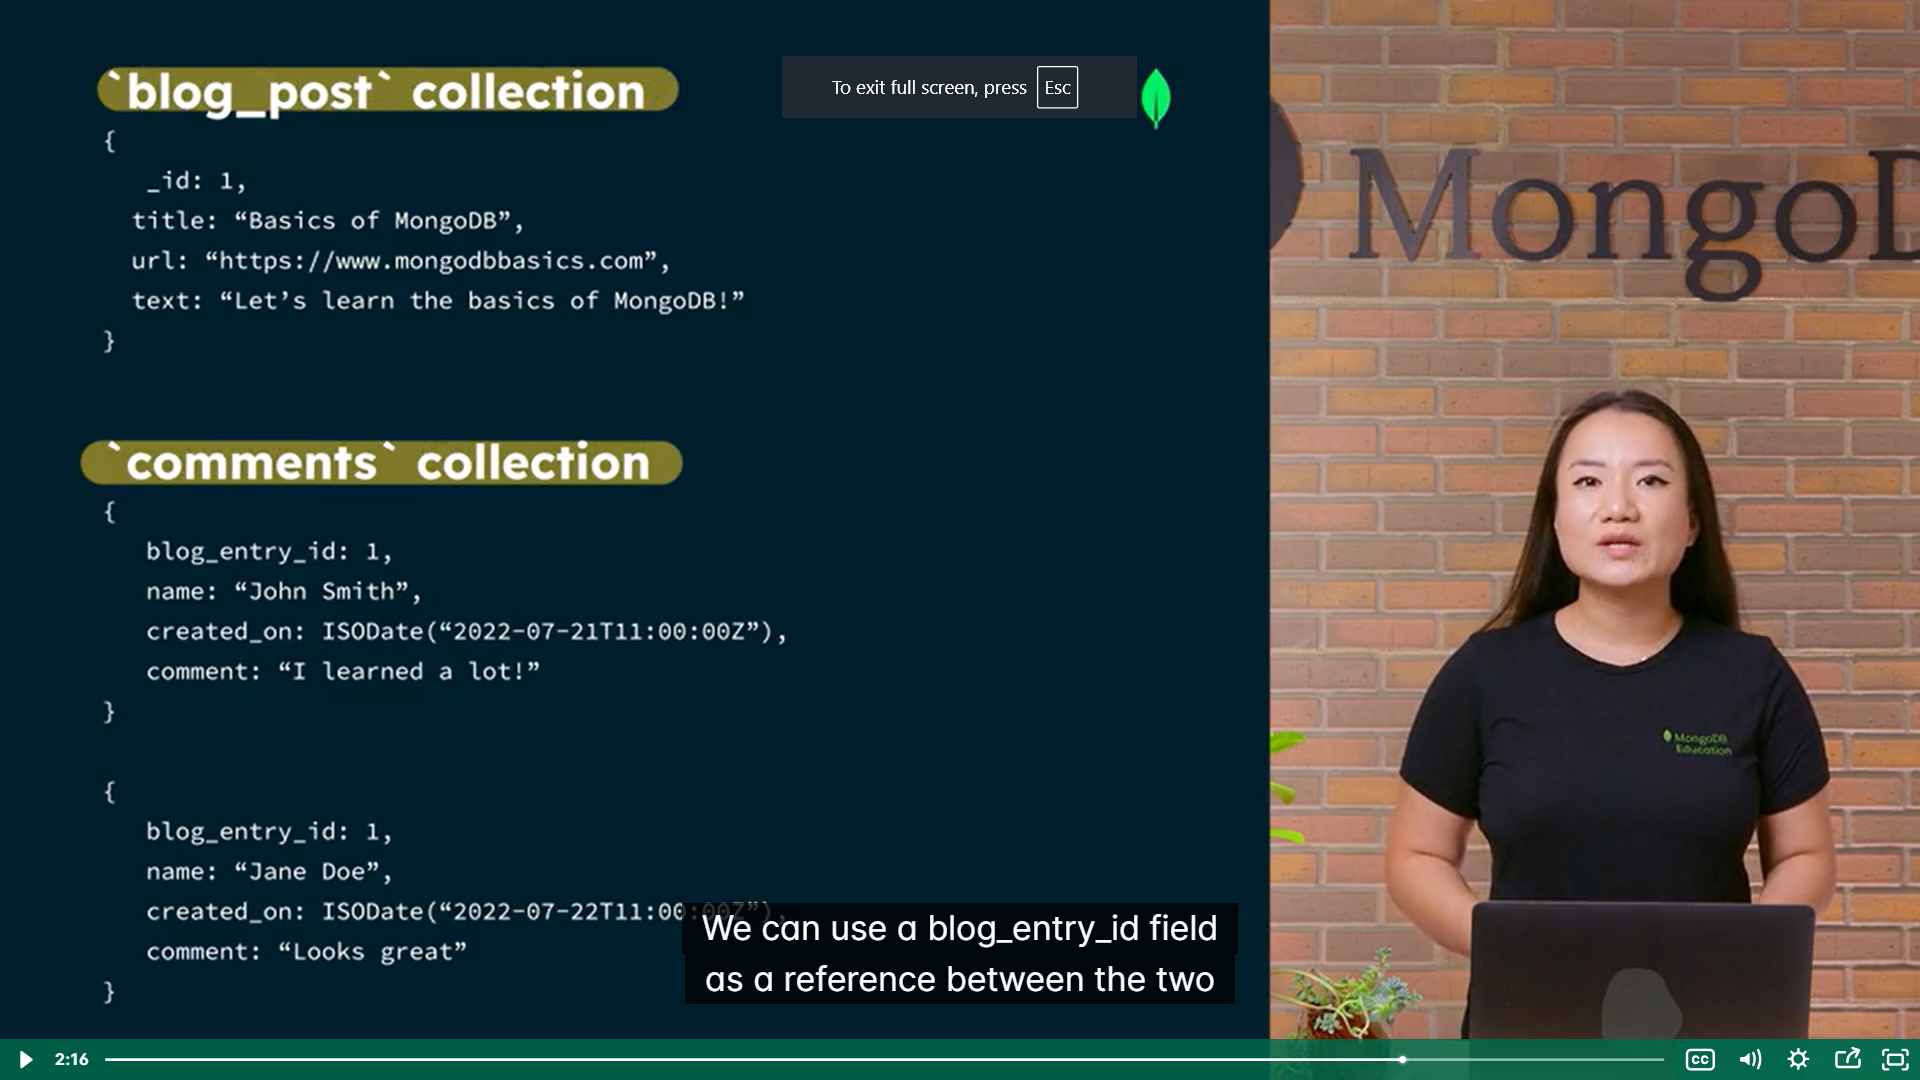 `blog_post` collection
{
_id: 1,
title: “Basics of MongoDB”,
url: “https://www.mongodbbasics.com”,
text: “Let’s learn the basics of MongoDB!”
}
`comments` collection
{
blog_entry_id: 1,
name: “John Smith”,
created_on: ISODate(“2022-07-21T11:00:00Z”),
comment: “I learned a lot!”
}
{
blog_entry_id: 1,
name: “Jane Doe”,
created_on: ISODate(“2022-07-22T11:00:00Z”),
comment: “Looks great”
}
To exit full screen, press Esc
MongoD
MongoDB
Education
We can use a blog_entry_id field
as a reference between the two
2:16
CC